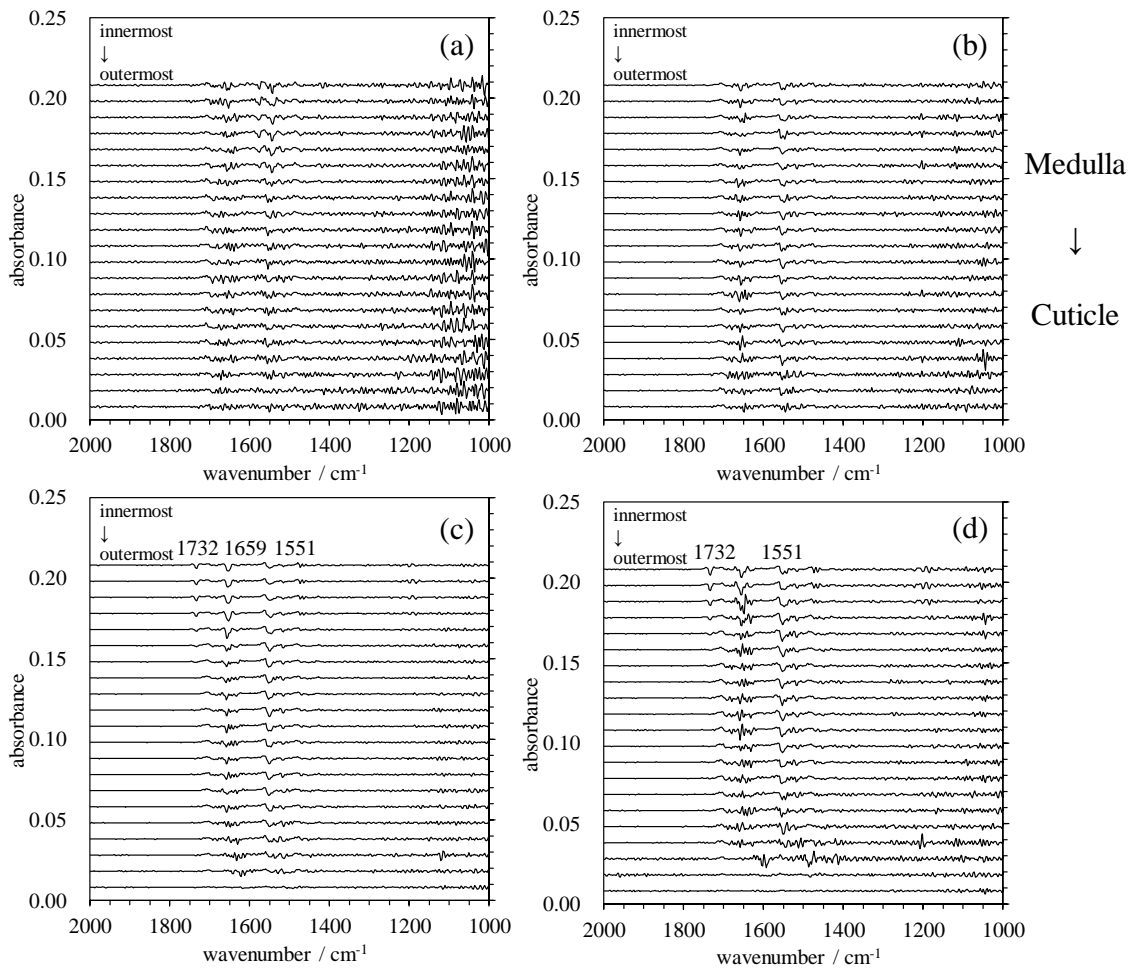 0.25
0.20
0.15
0.10
0.05
0.00
absorbance
innermost
↓
outermost
(a)
2000 1800 1600 1400 1200 1000
wavenumber / cm-1
0.25
0.20
0.15
0.10
0.05
0.00
absorbance
innermost
↓
outermost
(b)
2000 1800 1600 1400 1200 1000
wavenumber / cm-1
Medulla
↓
Cuticle
0.25
0.20
0.15
0.10
0.05
0.00
absorbance
innermost
↓
outermost
(c)
1732 1659 1551
2000 1800 1600 1400 1200 1000
wavenumber / cm-1
0.25
0.20
0.15
0.10
0.05
0.00
absorbance
innermost
↓
outermost
(d)
1732 1551
2000 1800 1600 1400 1200 1000
wavenumber / cm-1